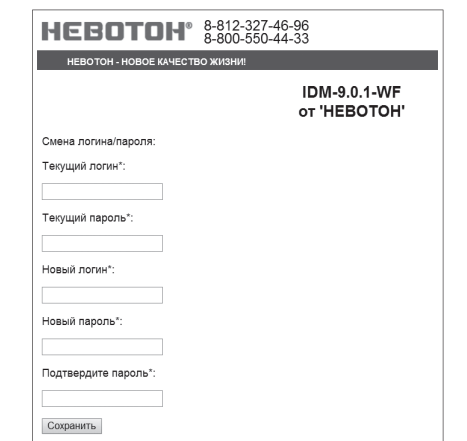 НЕВОТОН® 8-812-327-46-96
8-800-550-44-33
НЕВОТОН - НОВОЕ КАЧЕСТВО ЖИЗНИ!
IDM-9.0.1-WF
от 'НЕВОТОН'
Смена логина/пароля:
Текущий логин*:
Текущий пароль*:
Новый логин*:
Новый пароль*:
Подтвердите пароль*:
Сохранить